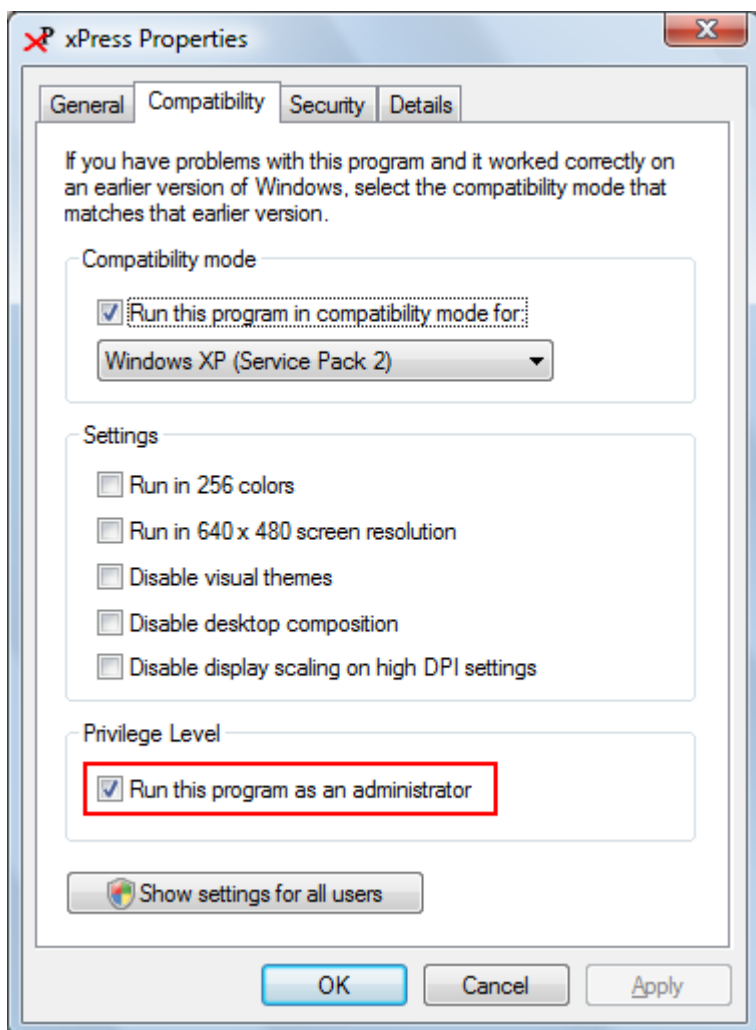 xPress Properties
General
Compatibility
Security
Details
If you have problems with this program and it worked correctly on
an earlier version of Windows, select the compatibility mode that
matches that earlier version.
Compatibility mode
Run this program in compatibility mode for:
Windows XP (Service Pack 2)
Settings
Run in 256 colors
Run in 640 x 480 screen resolution
Disable visual themes
Disable desktop composition
Disable display scaling on high DPI settings
Privilege Level
Run this program as an administrator
Show settings for all users
OK
Cancel
Apply